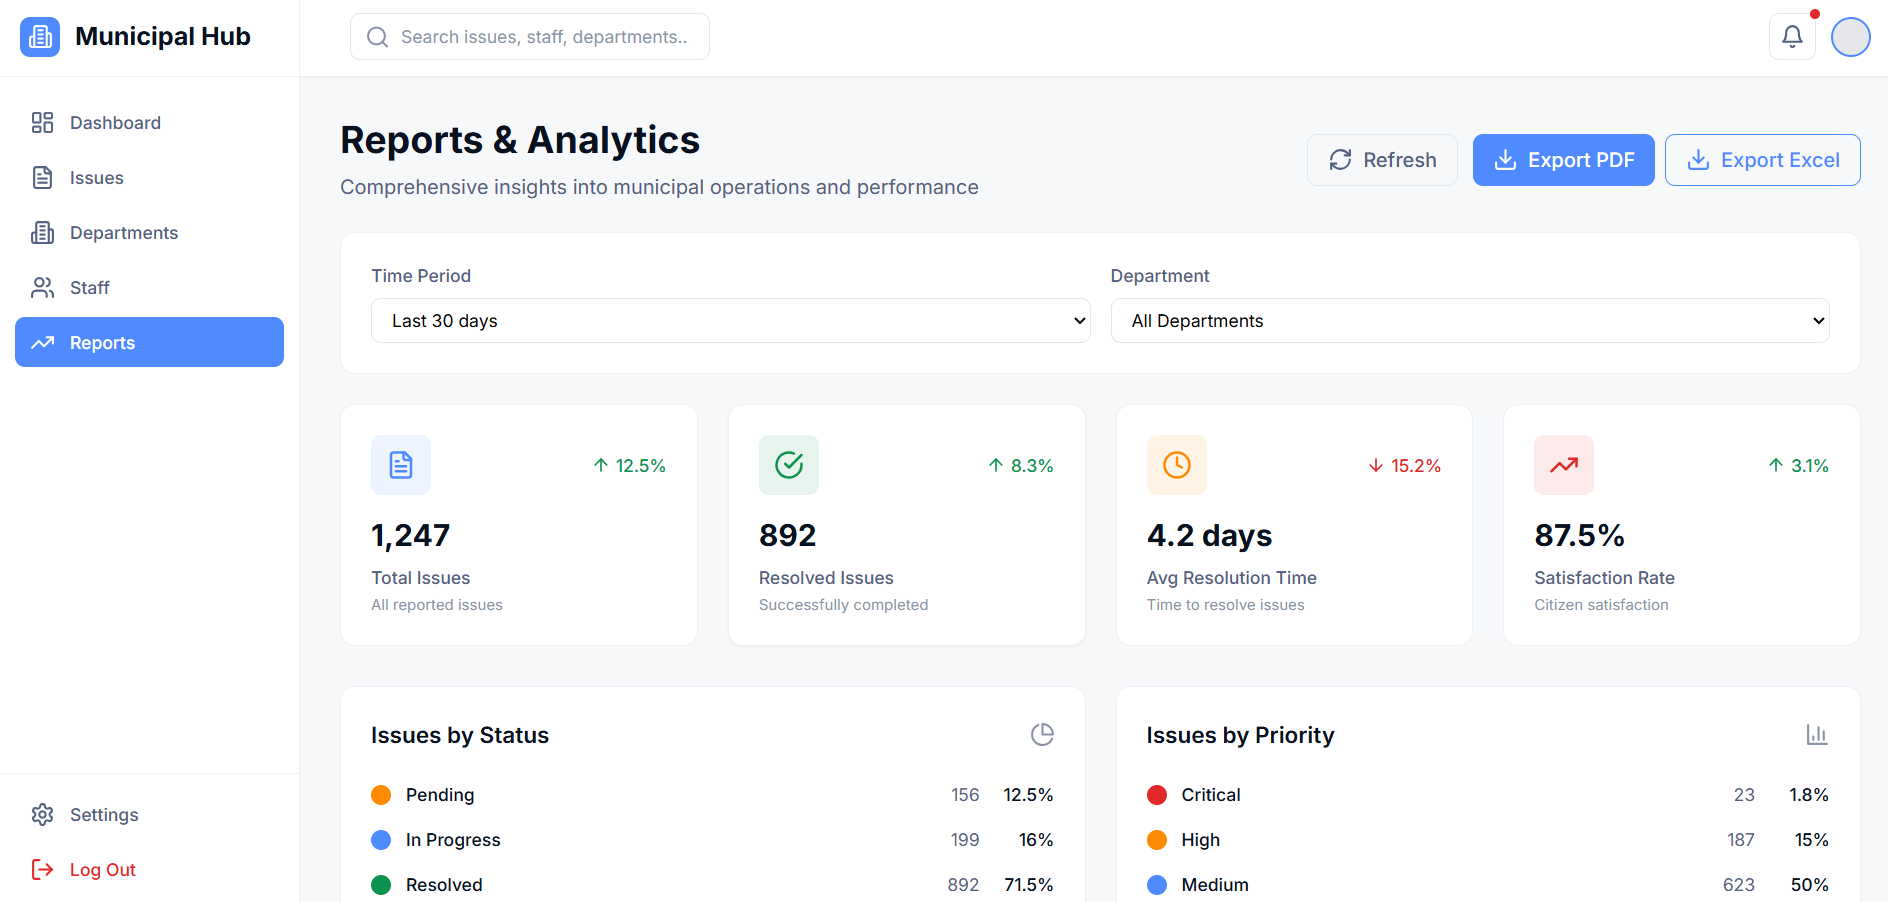 Municipal Hub
Search issues, staff, departments..
Dashboard
Issues
Departments
Staff
Reports
Settings
Log Out
Reports & Analytics
Comprehensive insights into municipal operations and performance
Refresh
Export PDF
Export Excel
Time Period
Last 30 days
Department
All Departments
12.5%
1,247
Total Issues
All reported issues
8.3%
892
Resolved Issues
Successfully completed
15.2%
4.2 days
Avg Resolution Time
Time to resolve issues
3.1%
87.5%
Satisfaction Rate
Citizen satisfaction
Issues by Status
Pending 156 12.5%
In Progress 199 16%
Resolved 892 71.5%
Issues by Priority
Critical 23 1.8%
High 187 15%
Medium 623 50%